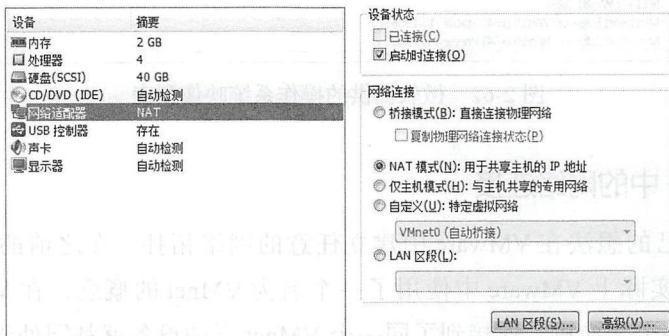 设备 摘要
内存 2 GB
处理器 4
硬盘(SCSI) 40 GB
CD/DVD (IDE) 自动检测
网络适配器 NAT
USB 控制器 存在
声卡 自动检测
显示器 自动检测
设备状态
已连接(C)
启动时连接(O)
网络连接
桥接模式(B): 直接连接物理网络
复制物理网络连接状态(P)
NAT 模式(N): 用于共享主机的 IP 地址
仅主机模式(H): 与主机共享的专用网络
自定义(U): 特定虚拟网络
VMnet0 (自动桥接)
LAN 区段(L):
LAN 区段(S)... 高级(V)...